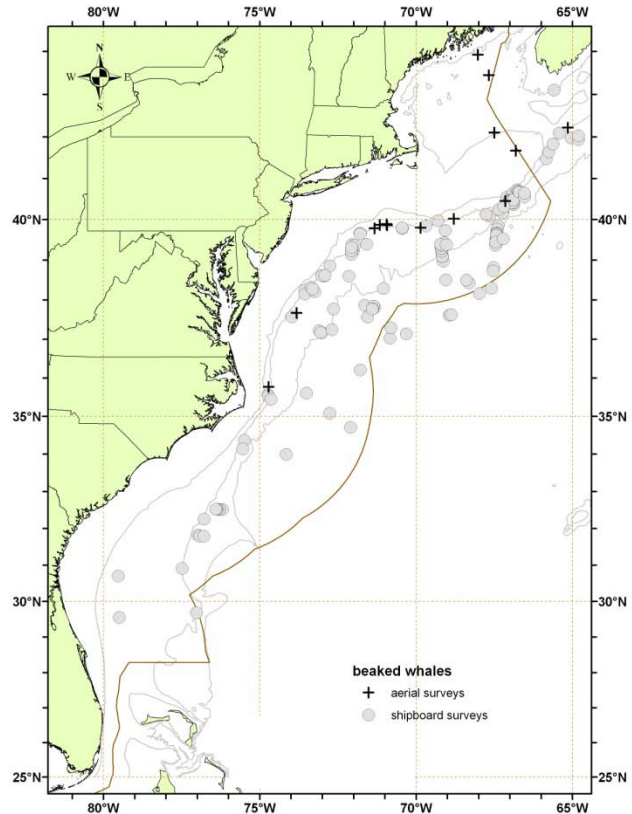 80°W 75°W 70°W 65°W
N
W E
S
40°N 40°N
35°N 35°N
30°N 30°N
beaked whales
aerial surveys
shipboard surveys
25°N 25°N
80°W 75°W 70°W 65°W